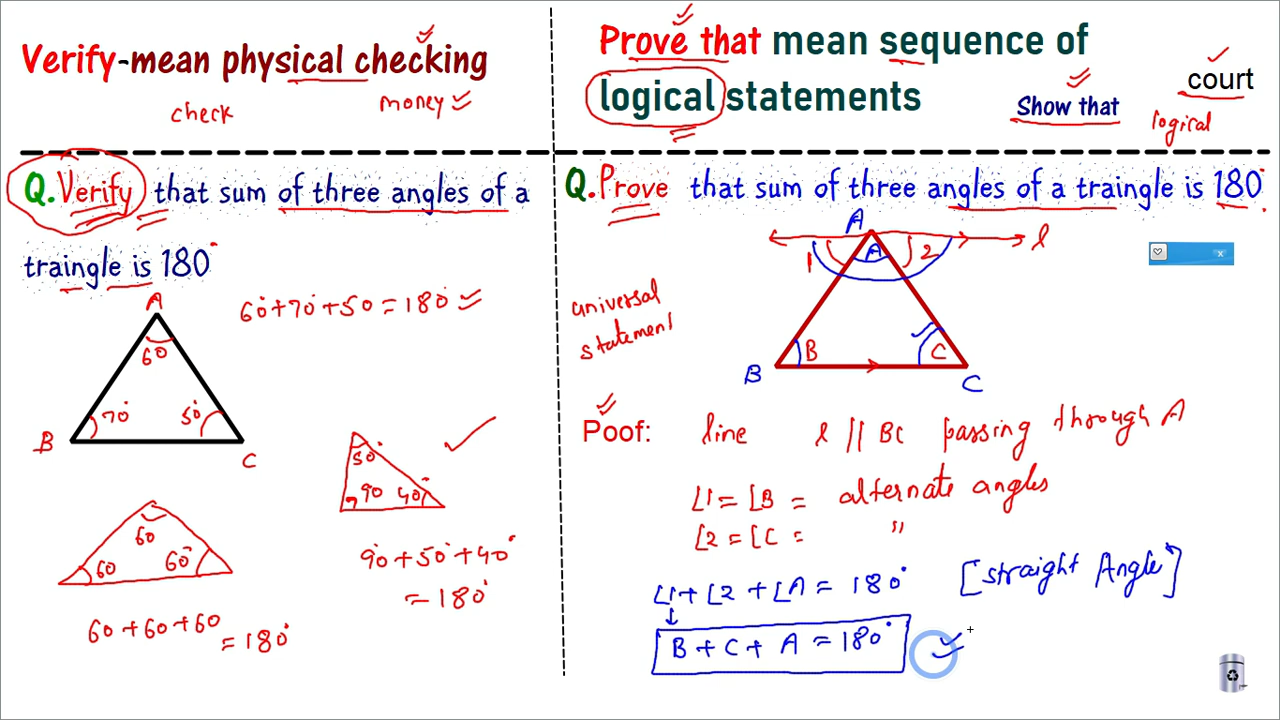 Verify-mean physical checking
check
money
Q.Verify that sum of three angles of a
traingle is 180°
A
60°+70°+50=180°
60
70°
50°
B
C
50°
90
40°
60
60
60°
90°+50°+40°
=180°
60+60+60
=180°
Prove that mean sequence of
logical statements
Show that
court
logical
Q.Prove that sum of three angles of a traingle is 180°
A
l
1
A
2
universal
statement
B
C
B
C
Poof:
line l || BC passing through A
∠1=∠B= alternate angles
∠2=∠C= "
∠1+∠2+∠A=180°
[straight Angle]
B+C+A=180°
x